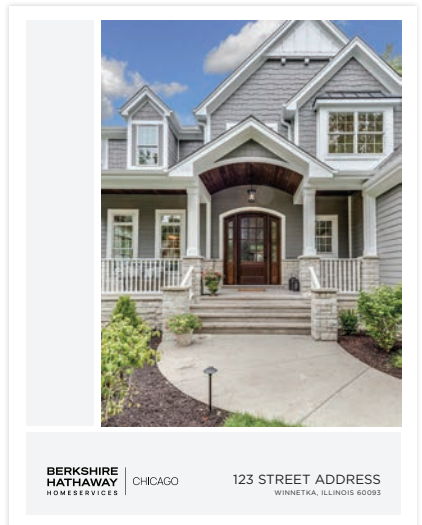 BERKSHIRE
HATHAWAY
HOMESERVICES
CHICAGO
123 STREET ADDRESS
WINNETKA, ILLINOIS 60093